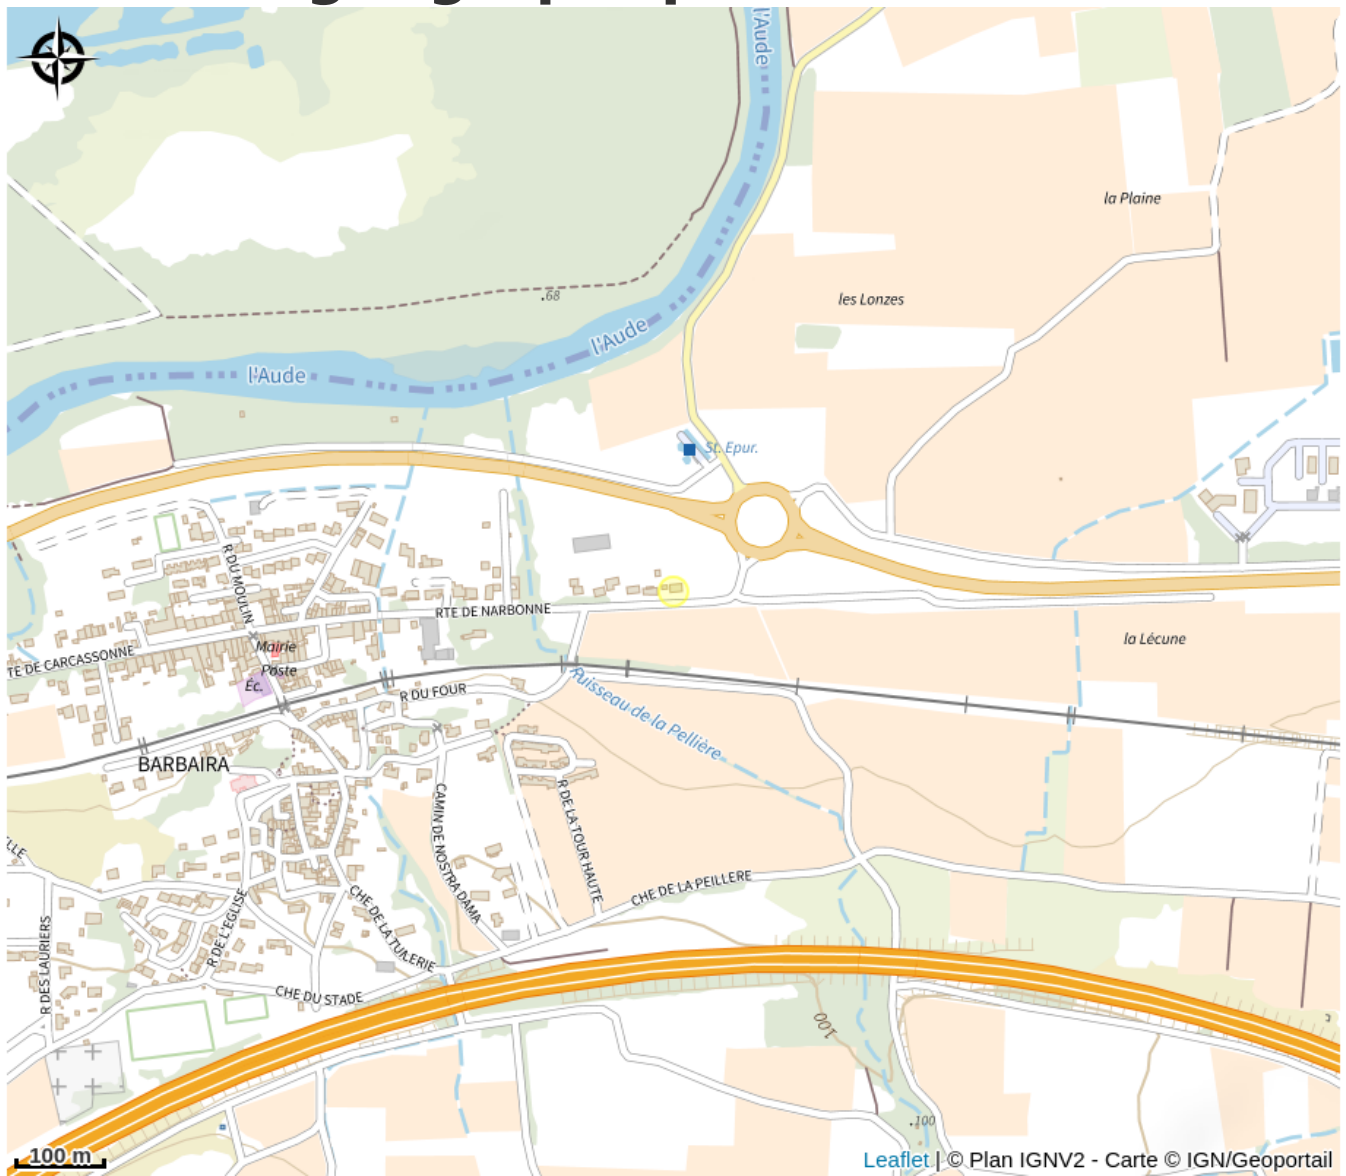 l'Aude
la Plaine
.68
les Lonzes
l'Aude
l'Aude
St. Epur.
R DU MOULIN
RTE DE NARBONNE
la Lécune
Mairie
TE DE CARCASSONNE
Poste
Éc.
R DU FOUR
Ruisseau de la Pellière
BARBAIRA
CAMIN DE NOSTRA DAMA
R DE LA TOUR HAUTE
ELLE
CHE DE LA PEILLERE
CHE DE LA TUILERIE
R DE L'EGLISE
R DES LAURIERS
CHE DU STADE
100
.100
100 m
Leaflet | © Plan IGNV2 - Carte © IGN/Geoportail